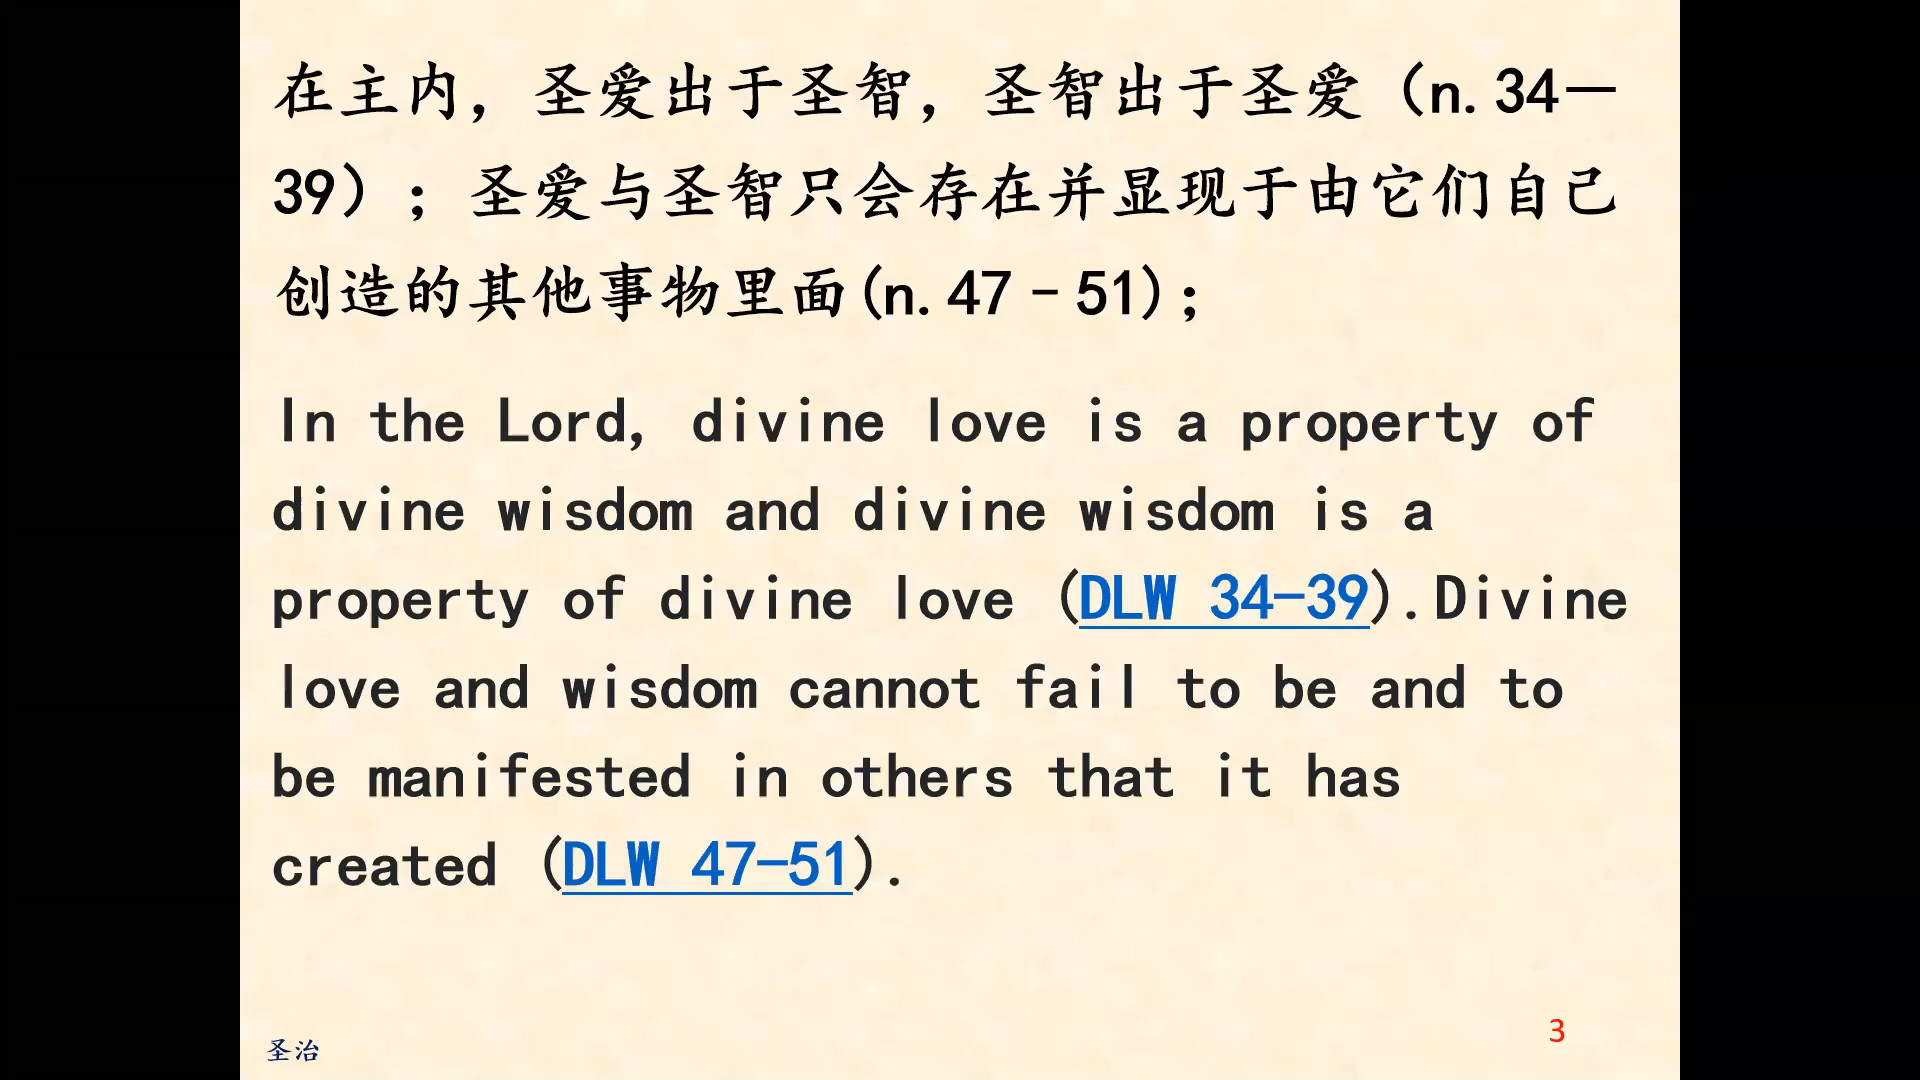 在主内，圣爱出于圣智，圣智出于圣爱（n.34—
39）；圣爱与圣智只会存在并显现于由它们自己
创造的其他事物里面(n.47–51)；
In the Lord, divine love is a property of
divine wisdom and divine wisdom is a
property of divine love (DLW 34-39).Divine
love and wisdom cannot fail to be and to
be manifested in others that it has
created (DLW 47-51).
圣治
3